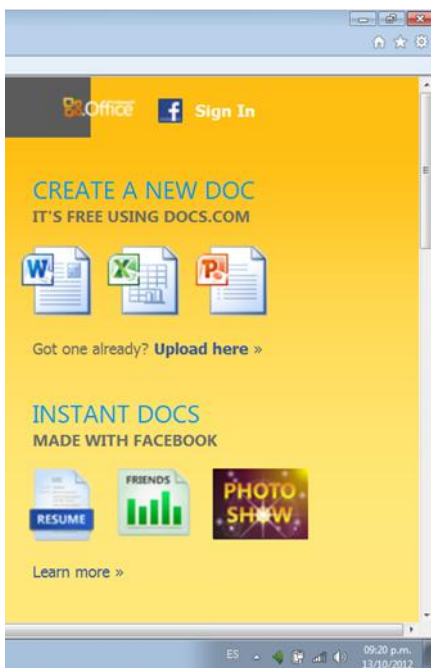 Office Sign In
CREATE A NEW DOC
IT'S FREE USING DOCS.COM
W X P
Got one already? Upload here »
INSTANT DOCS
MADE WITH FACEBOOK
RESUME
FRIENDS
PHOTO
SHOW
Learn more »
ES 09:20 p.m.
13/10/2012